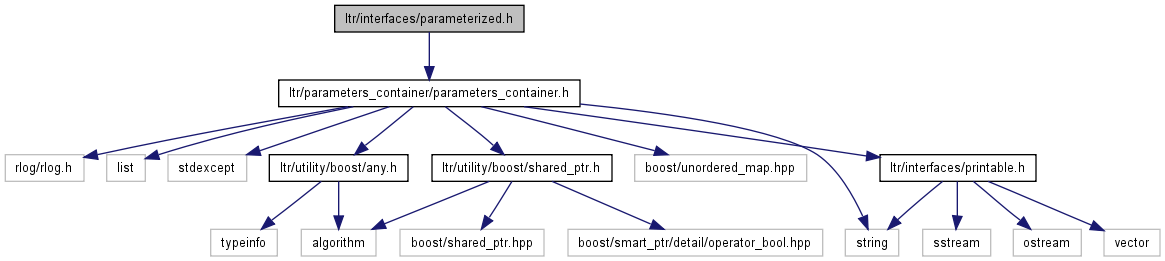 ltr/interfaces/parameterized.h
ltr/parameters_container/parameters_container.h
rlog/rlog.h
list
stdexcept
ltr/utility/boost/any.h
ltr/utility/boost/shared_ptr.h
boost/unordered_map.hpp
ltr/interfaces/printable.h
typeinfo
algorithm
boost/shared_ptr.hpp
boost/smart_ptr/detail/operator_bool.hpp
string
sstream
ostream
vector